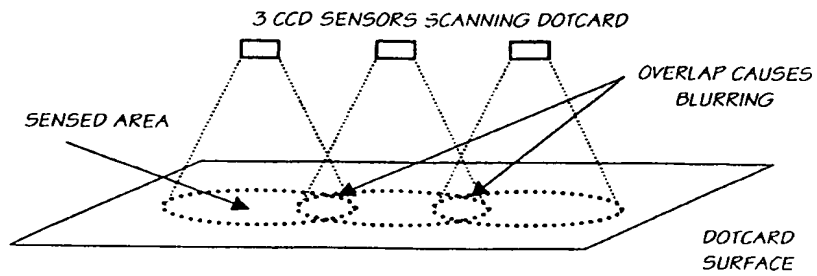 3 CCD SENSORS SCANNING DOTCARD
OVERLAP CAUSES
BLURRING
SENSED AREA
DOTCARD
SURFACE